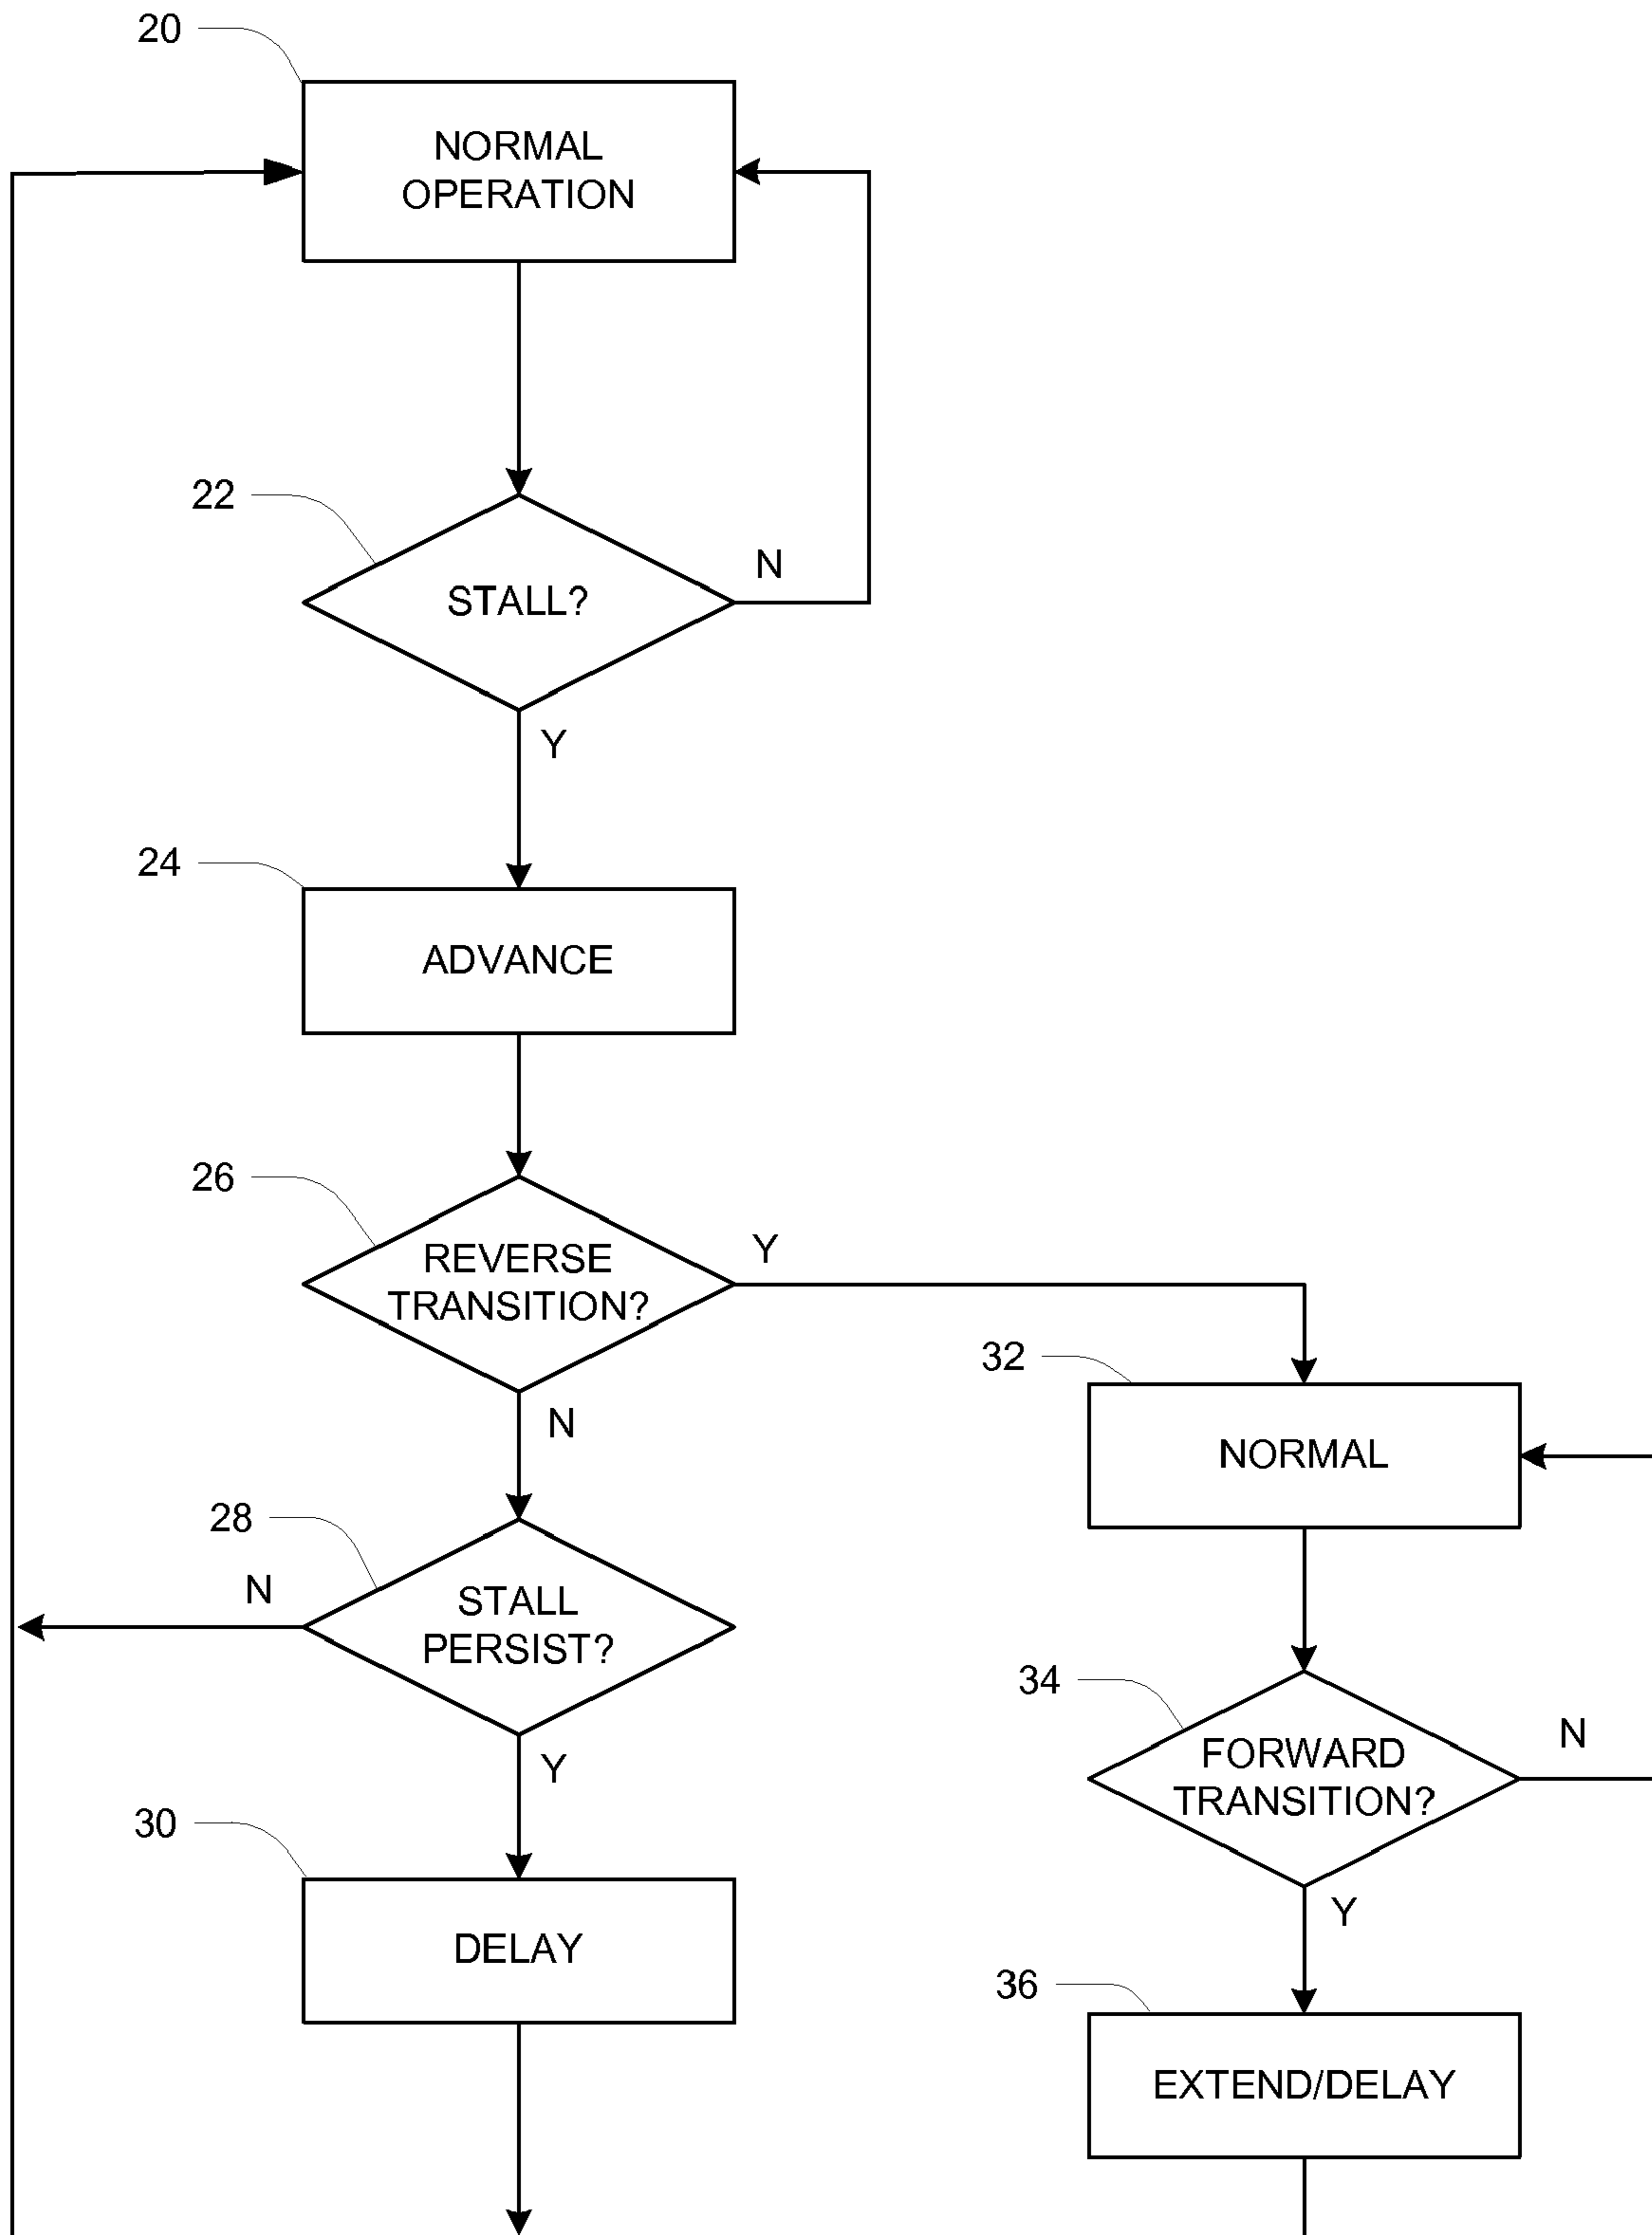 20
NORMAL
OPERATION
22
STALL?
N
Y
24
ADVANCE
26
REVERSE
TRANSITION?
Y
N
32
NORMAL
28
STALL
PERSIST?
N
Y
34
FORWARD
TRANSITION?
N
Y
30
DELAY
36
EXTEND/DELAY